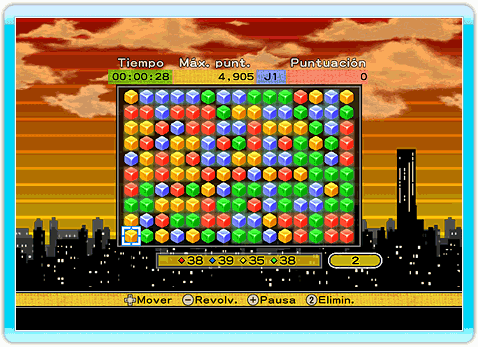 Tiempo Máx. punt. Puntuación
00:00:28 4,905 J1 0
38 39 35 38 2
Mover - Revolv. + Pausa 2 Elimin.